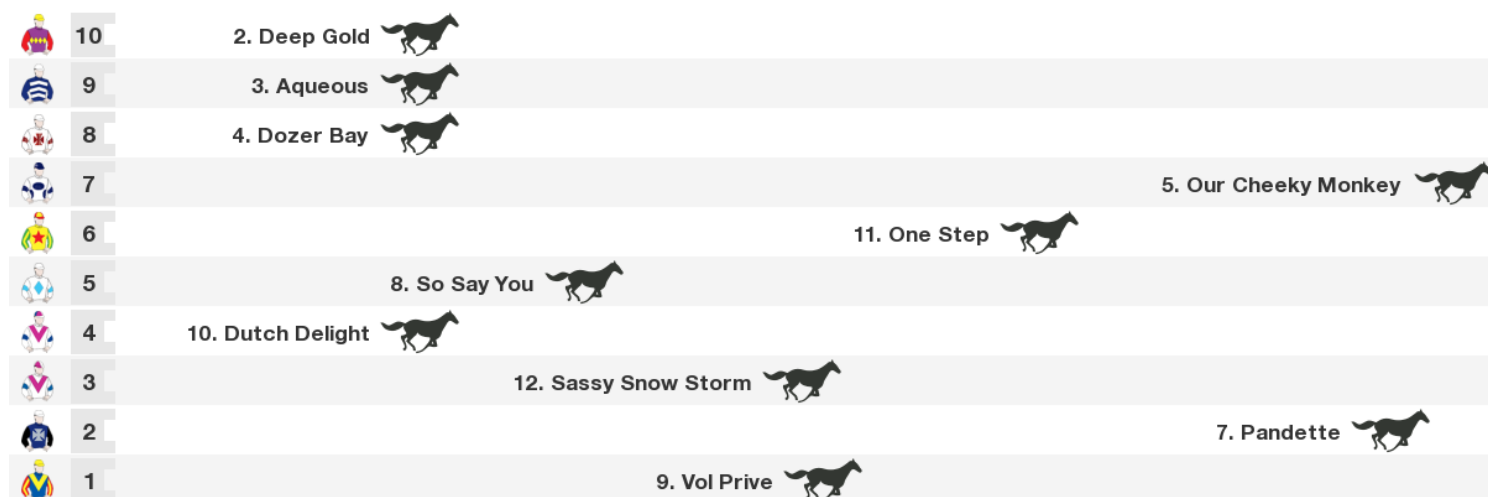 10 2. Deep Gold
9 3. Aqueous
8 4. Dozer Bay
7 5. Our Cheeky Monkey
6 11. One Step
5 8. So Say You
4 10. Dutch Delight
3 12. Sassy Snow Storm
2 7. Pandette
1 9. Vol Prive